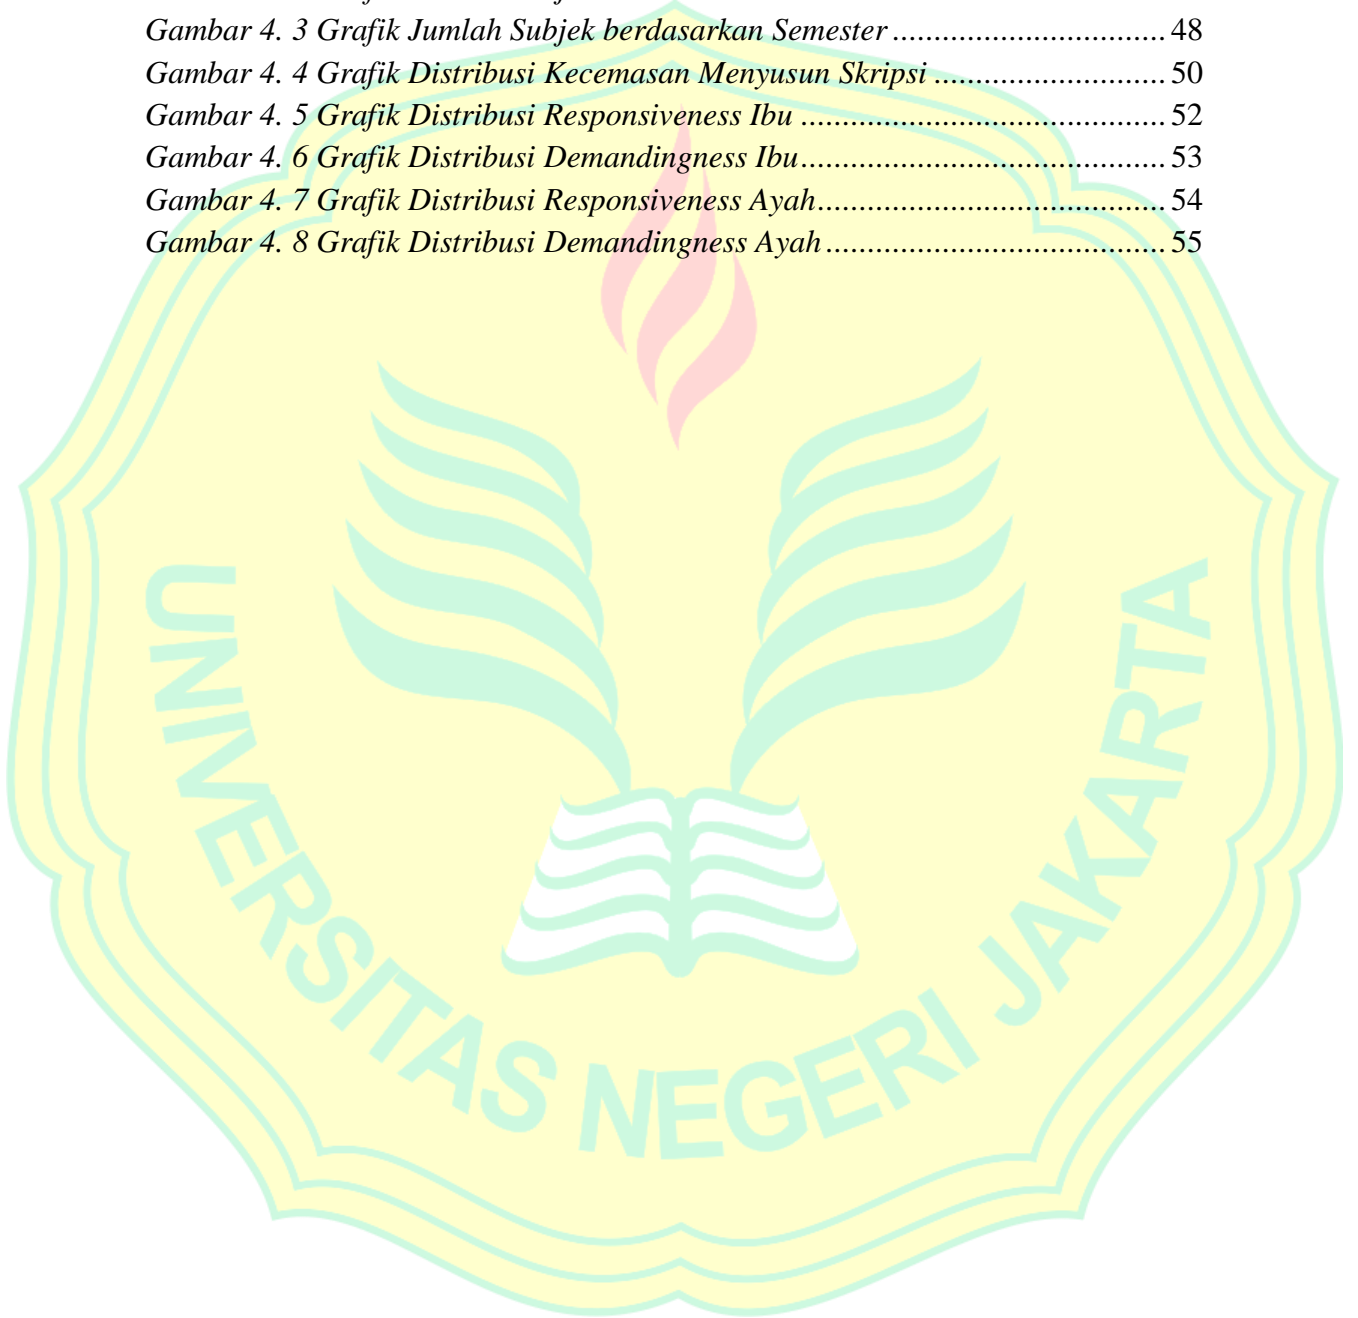 Gambar 4. 3 Grafik Jumlah Subjek berdasarkan Semester ................................. 48
Gambar 4. 4 Grafik Distribusi Kecemasan Menyusun Skripsi ............................ 50
Gambar 4. 5 Grafik Distribusi Responsiveness Ibu ............................................ 52
Gambar 4. 6 Grafik Distribusi Demandingness Ibu ............................................ 53
Gambar 4. 7 Grafik Distribusi Responsiveness Ayah .......................................... 54
Gambar 4. 8 Grafik Distribusi Demandingness Ayah ......................................... 55
UNIVERSITAS NEGERI JAKARTA